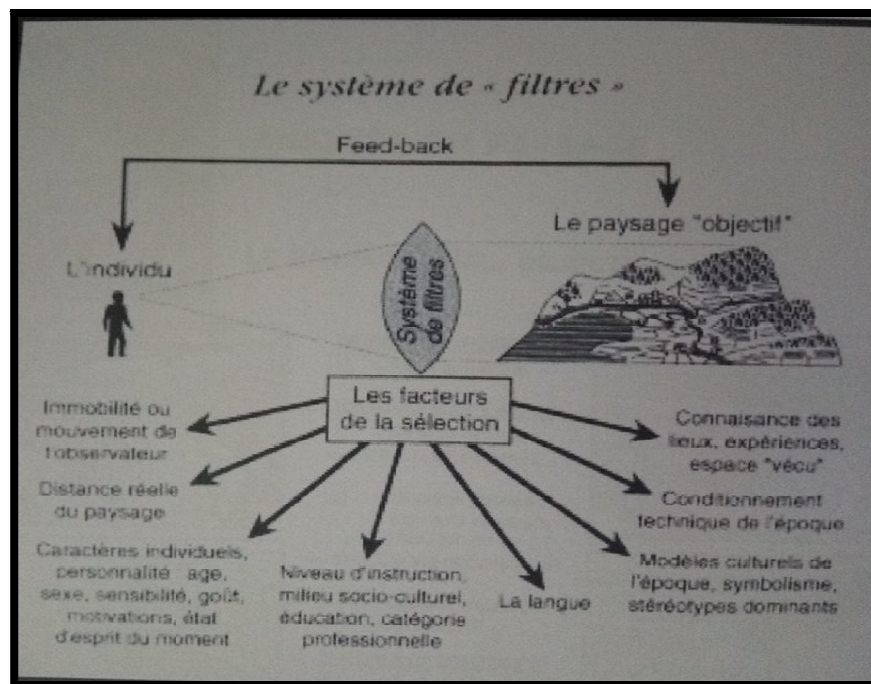 Le système de « filtres »
Feed-back
Le paysage "objectif"
L'individu
Système
de filtres
Les facteurs
de la sélection
Immobilité ou
mouvement de
l'observateur
Distance réelle
du paysage
Caractères individuels,
personnalité age,
sexe, sensibilité, goût,
motivations, état
d'esprit du moment
Niveau d'instruction,
milieu socio-culturel,
éducation, catégorie
professionnelle
La langue
Modèles culturels de
l'époque, symbolisme,
stéréotypes dominants
Conditionnement
technique de l'époque
Connaisance des
lieux, expériences,
espace "vécu"